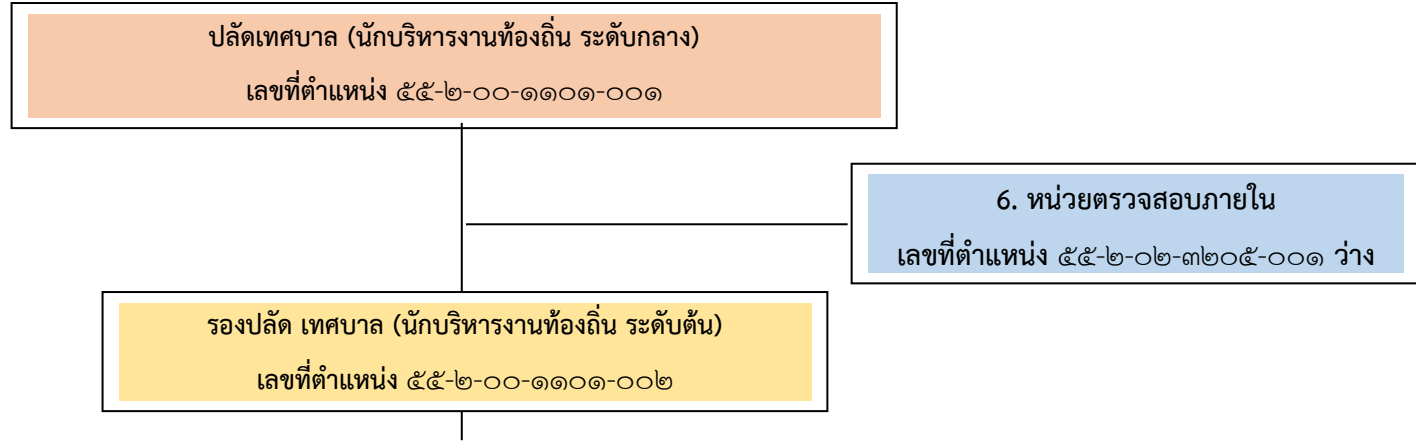 ปลัดเทศบาล (นักบริหารงานท้องถิ่น ระดับกลาง)
เลขที่ตำแหน่ง ๕๕-๒-๐๐-๑๑๐๑-๐๐๑
6. หน่วยตรวจสอบภายใน
เลขที่ตำแหน่ง ๕๕-๒-๐๒-๓๒๐๕-๐๐๑ ว่าง
รองปลัด เทศบาล (นักบริหารงานท้องถิ่น ระดับต้น)
เลขที่ตำแหน่ง ๕๕-๒-๐๐-๑๑๐๑-๐๐๒